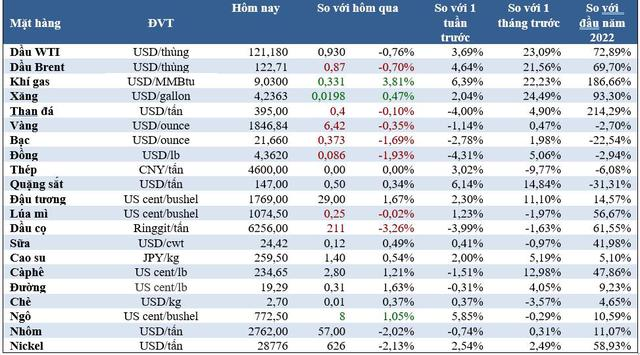 Mặt hàng ĐVT Hôm nay So với hôm qua So với 1 tuần trước So với 1 tháng trước So với đầu năm 2022
Dầu WTI USD/thùng 121,180 0,930 -0,76% 3,69% 23,09% 72,89%
Dầu Brent USD/thùng 122,71 0,87 -0,70% 4,64% 21,56% 69,70%
Khí gas USD/MMBtu 9,0300 0,331 3,81% 6,39% 22,23% 186,66%
Xăng USD/gallon 4,2363 0,0198 0,47% 2,04% 24,49% 93,30%
Than đá USD/tấn 395,00 0,4 -0,10% -4,00% 4,90% 214,29%
Vàng USD/ounce 1846,84 6,42 -0,35% -1,14% 0,47% -2,70%
Bạc USD/ounce 21,660 0,373 -1,69% -2,78% 1,98% -22,54%
Đồng USD/lb 4,3620 0,086 -1,93% -4,31% 5,06% -2,94%
Thép CNY/tấn 4600,00 0,00 0,00% 3,02% -9,77% -6,08%
Quặng sắt USD/tấn 147,00 0,50 0,34% 6,14% 14,84% -31,31%
Đậu tương US cent/bushel 1769,00 29,00 1,67% 2,30% 11,10% 14,57%
Lúa mì US cent/bushel 1074,50 0,25 -0,02% 1,23% -1,97% 56,67%
Dầu cọ Ringgit/tấn 6256,00 211 -3,26% -3,99% -1,63% 61,55%
Sữa USD/cwt 24,42 0,12 0,49% 0,41% -0,97% 41,98%
Cao su JPY/kg 259,50 1,40 0,54% 2,00% 5,19% 5,10%
Càphê US cent/lb 234,65 2,80 1,21% -1,51% 12,98% 47,86%
Đường US cent/lb 19,29 0,31 1,63% -0,31% 4,05% 9,23%
Chè USD/kg 2,70 0,01 0,37% 0,37% -3,57% 4,65%
Ngô US cent/bushel 772,50 8 1,05% 5,85% -0,29% 10,59%
Nhôm USD/tấn 2762,00 57,00 -2,02% -0,74% 0,31% 11,07%
Nickel USD/tấn 28776 626 -2,13% 2,54% 2,49% 58,93%